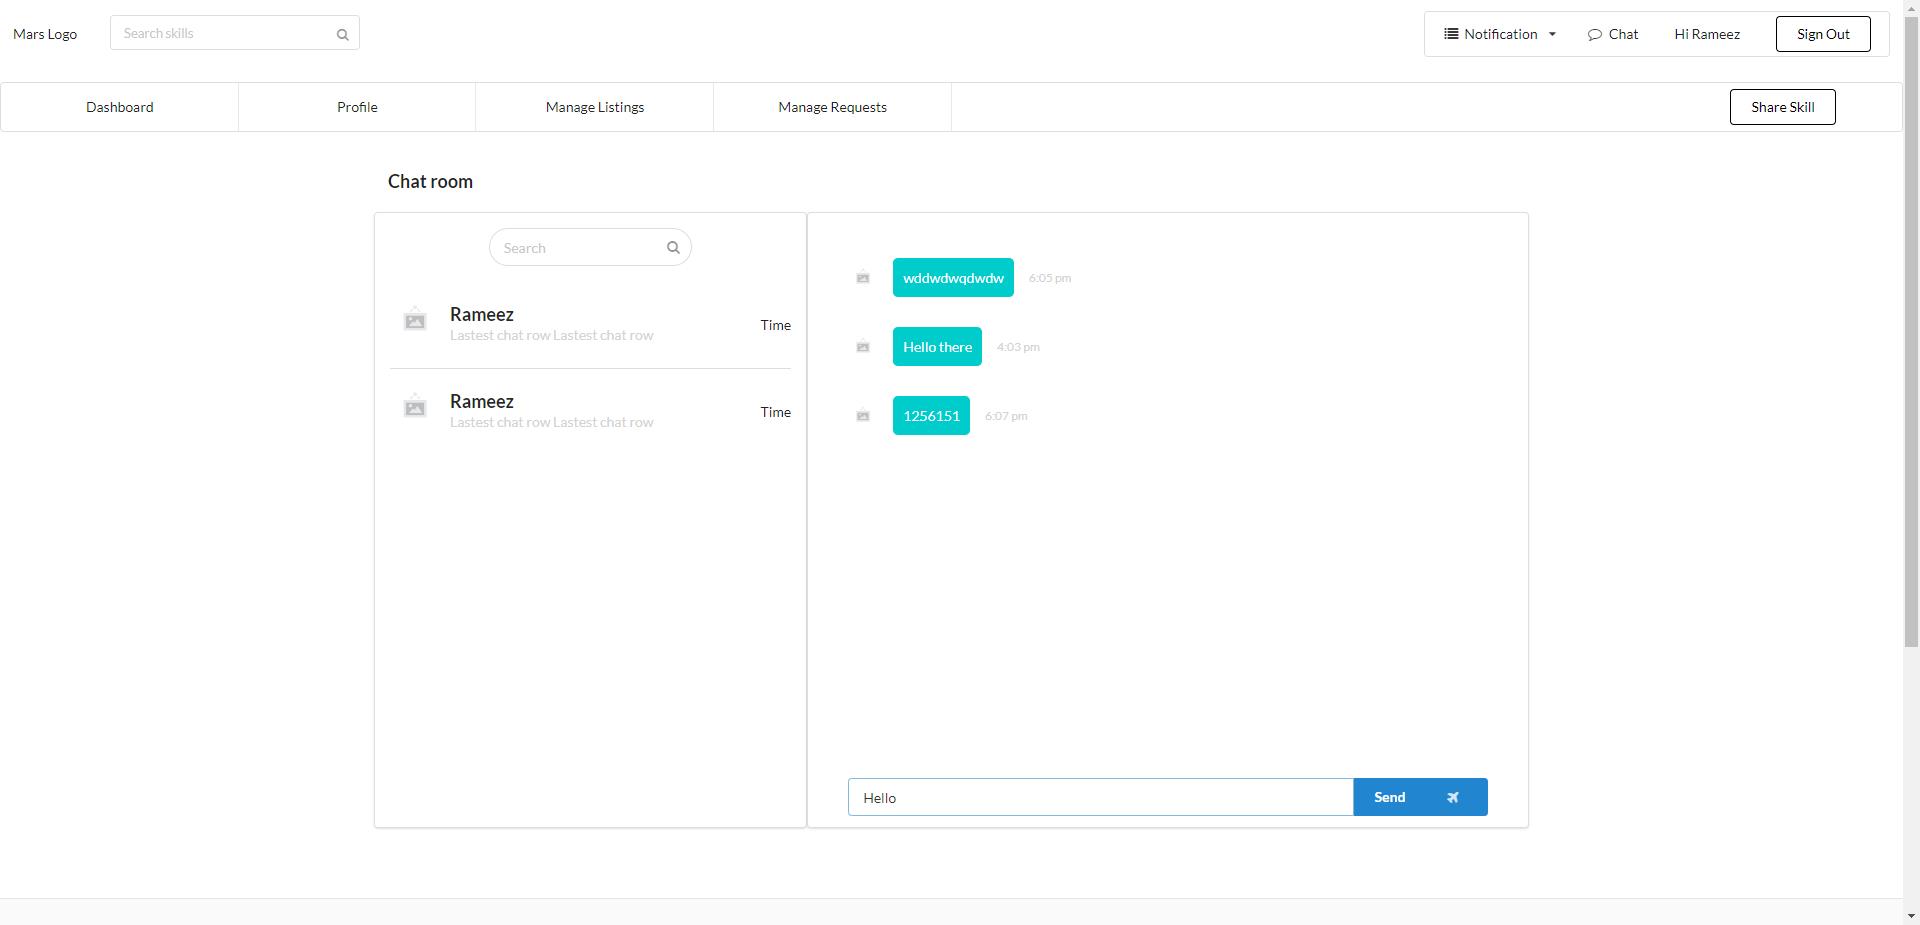 Mars Logo
Search skills
Notification
Chat
Hi Rameez
Sign Out
Dashboard
Profile
Manage Listings
Manage Requests
Share Skill
Chat room
Search
Rameez
Lastest chat row Lastest chat row
Time
Rameez
Lastest chat row Lastest chat row
Time
wddwdwqdwdw 6:05 pm
Hello there 4:03 pm
1256151 6:07 pm
Hello
Send